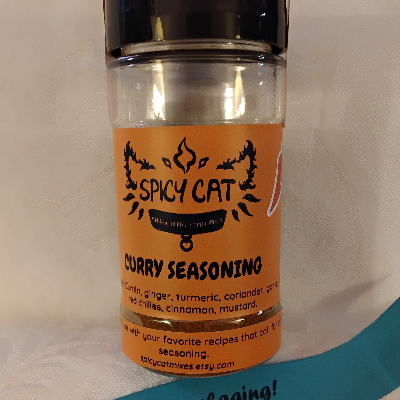 SPICY CAT
CURRY SEASONING
ginger, turmeric, coriander,
red chilies, cinnamon, mustard.
with your favorite recipes that call
seasoning.
spicycatmixes.etsy.com